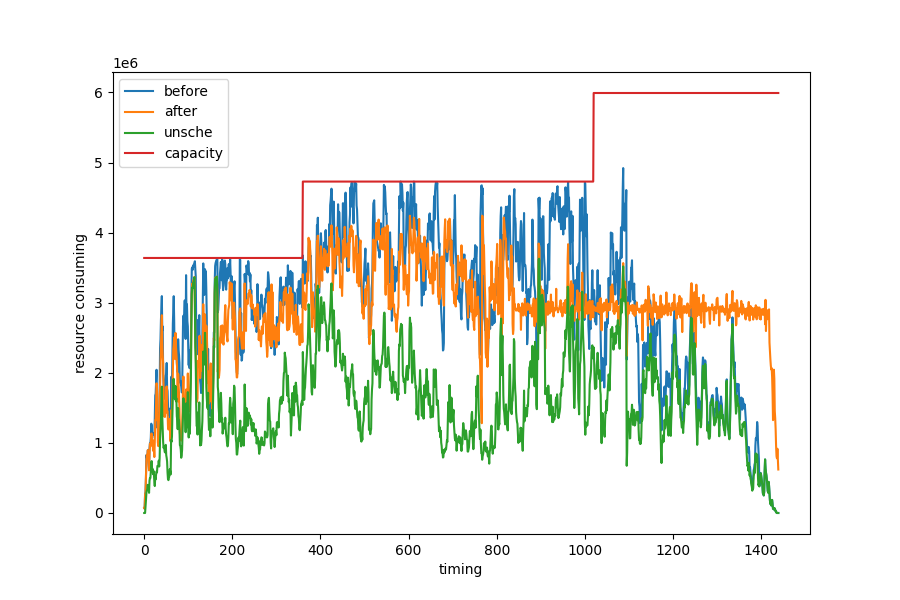 1e6
before
after
unsche
capacity
6
5
4
3
2
1
0
resource consuming
0 200 400 600 800 1000 1200 1400
timing